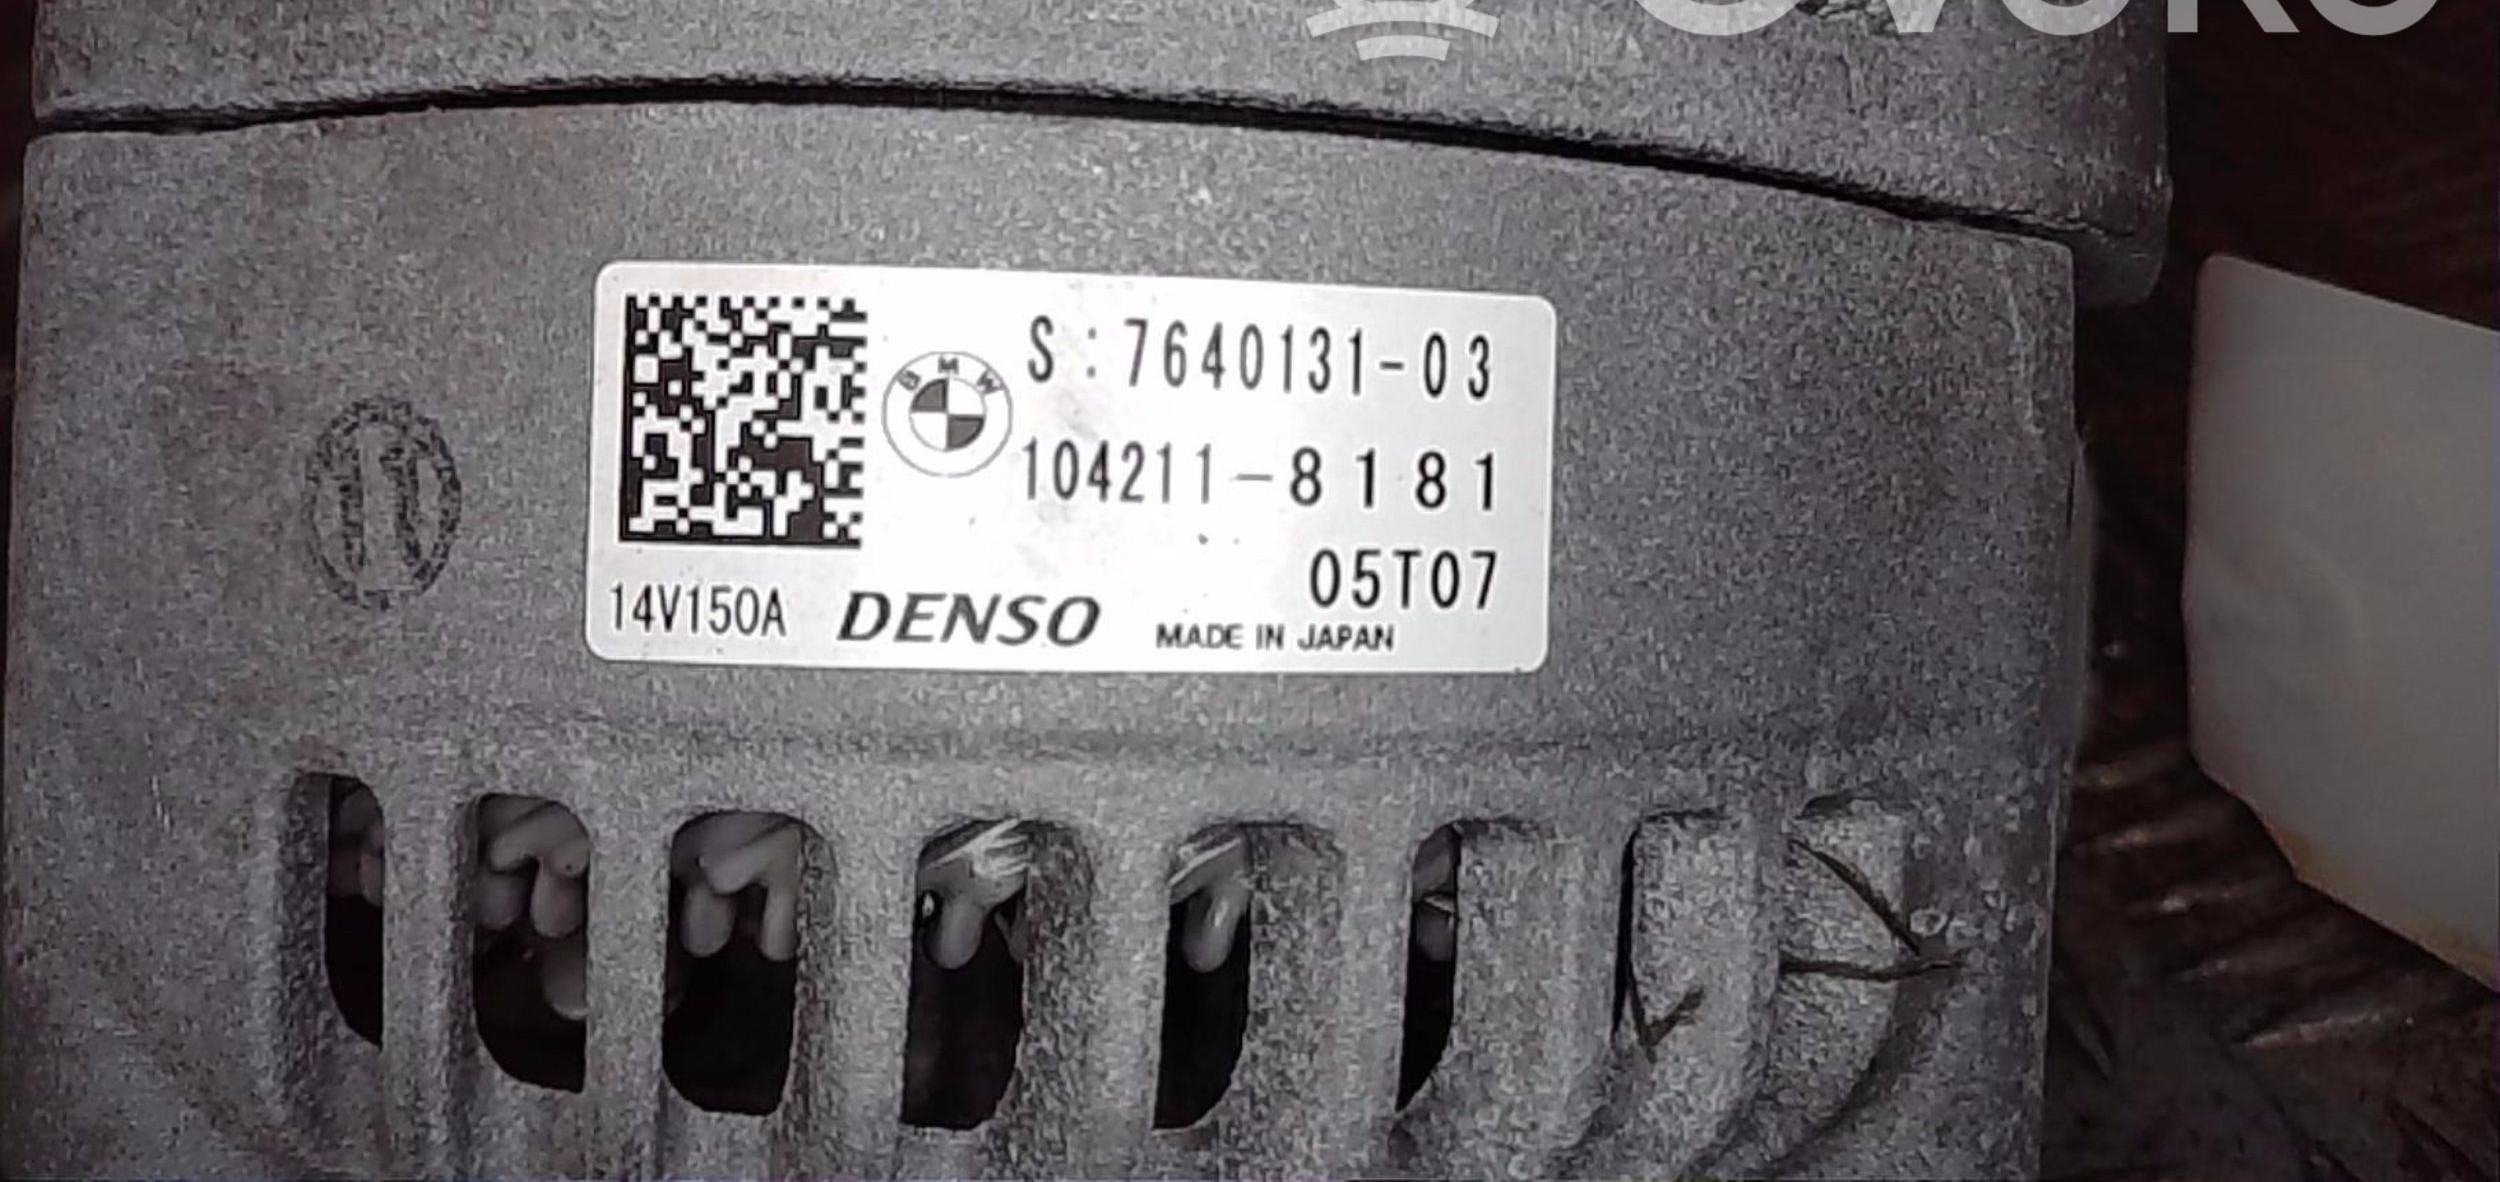 BMW
S:7640131-03
104211-8181
05T07
14V150A DENSO MADE IN JAPAN